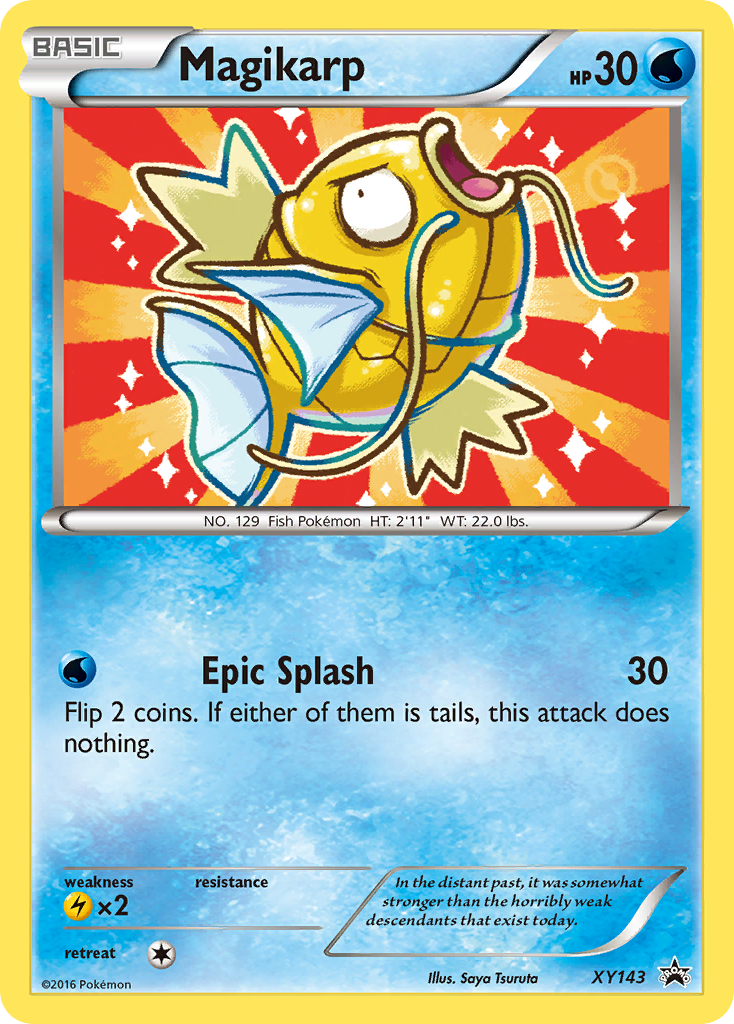 BASIC
Magikarp
HP 30
NO. 129 Fish Pokémon HT: 2'11" WT: 22.0 lbs.
Epic Splash 30
Flip 2 coins. If either of them is tails, this attack does
nothing.
weakness resistance
×2
In the distant past, it was somewhat
stronger than the horribly weak
descendants that exist today.
retreat
©2016 Pokémon
Illus. Saya Tsuruta
XY143
PROMO